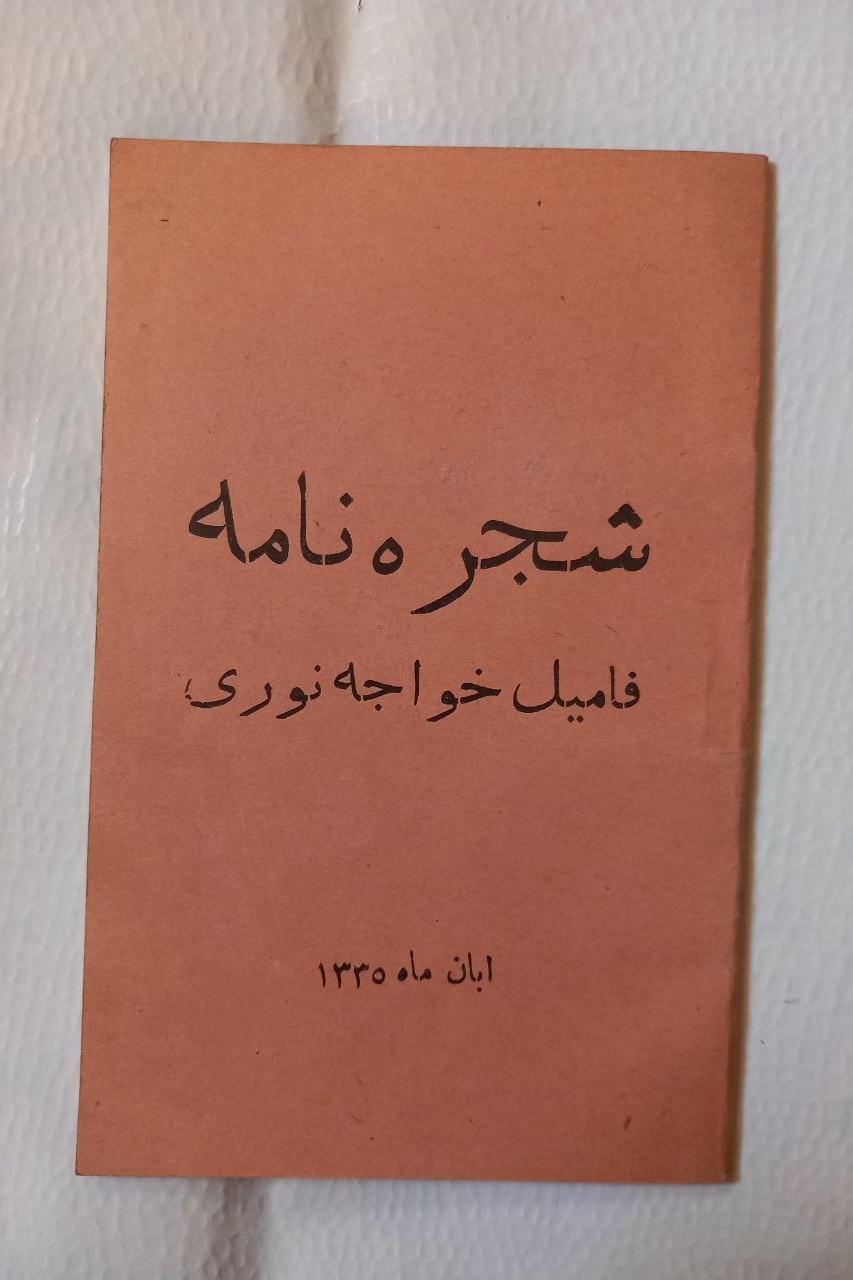 شجره نامه
فامیل خواجه نوری
ابان ماه ۱۳۳۵